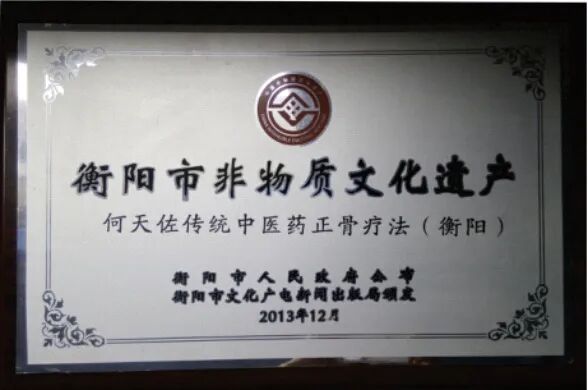 衡阳市非物质文化遗产
何天佐传统中医药正骨疗法（衡阳）
衡阳市人民政府公布
衡阳市文化广电新闻出版局颁发
2013年12月